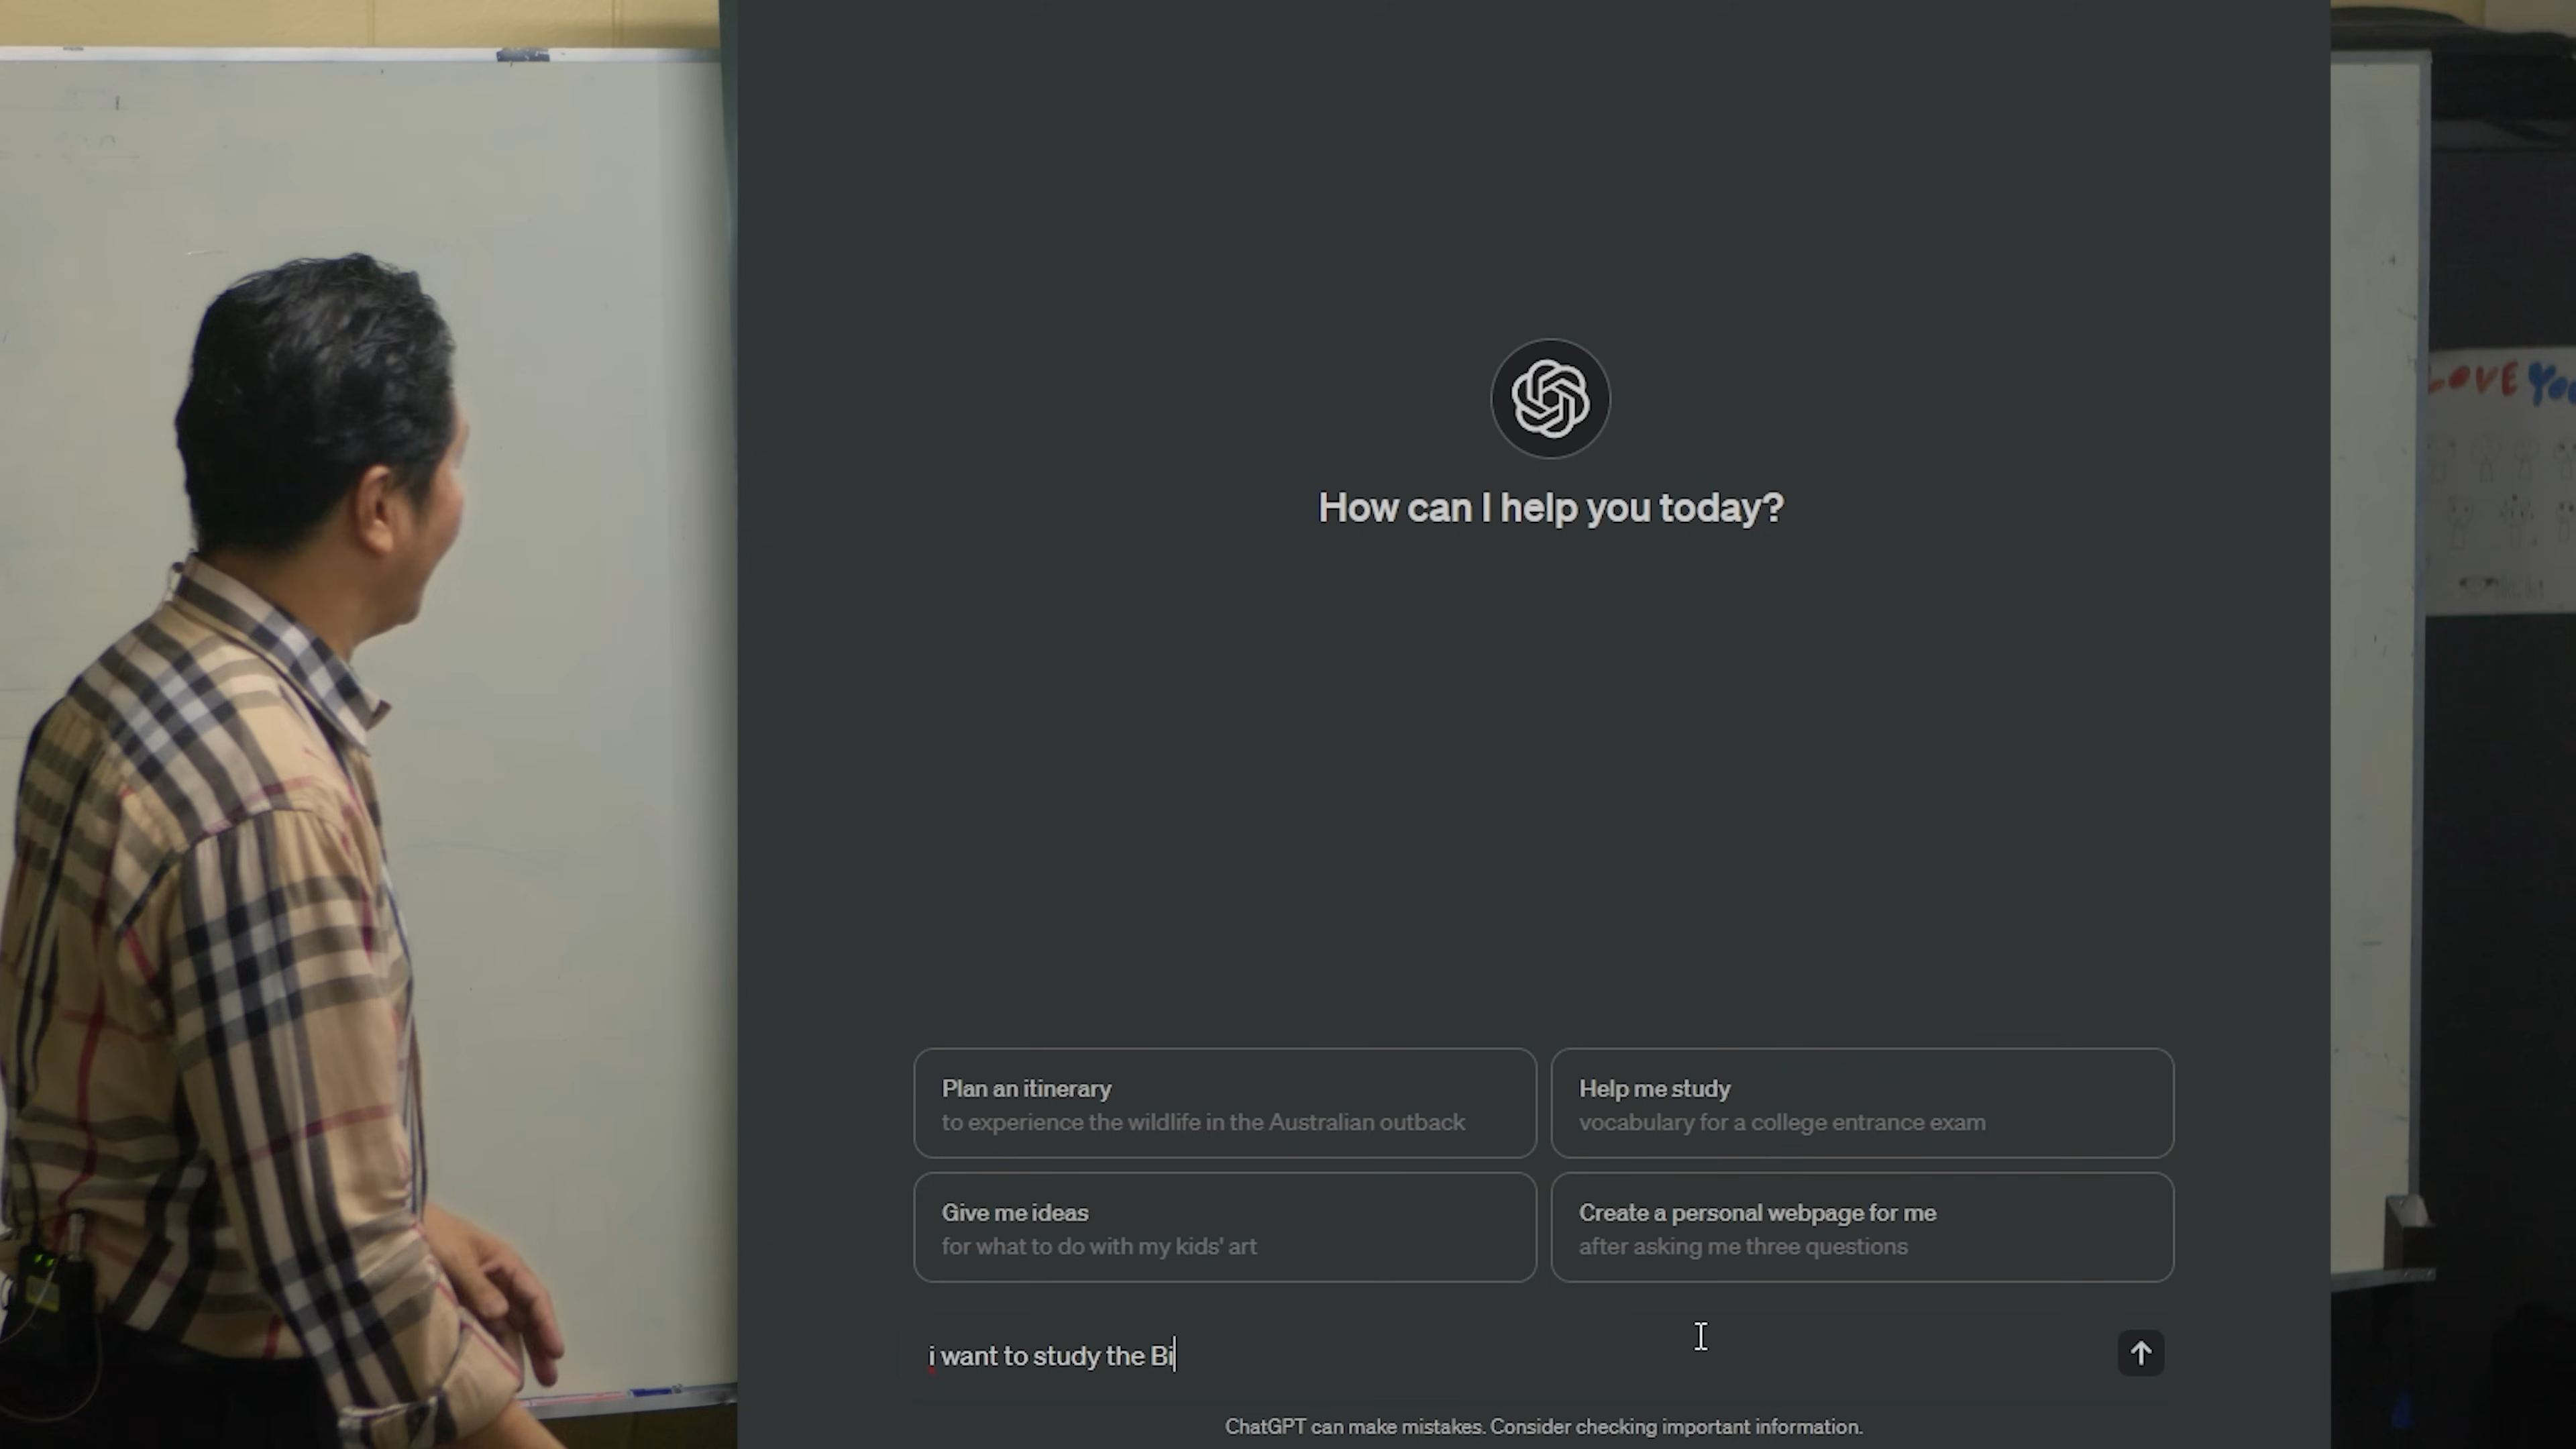 How can I help you today?
Plan an itinerary
to experience the wildlife in the Australian outback
Help me study
vocabulary for a college entrance exam
Give me ideas
for what to do with my kids' art
Create a personal webpage for me
after asking me three questions
i want to study the Bi
ChatGPT can make mistakes. Consider checking important information.
LOVE YOU